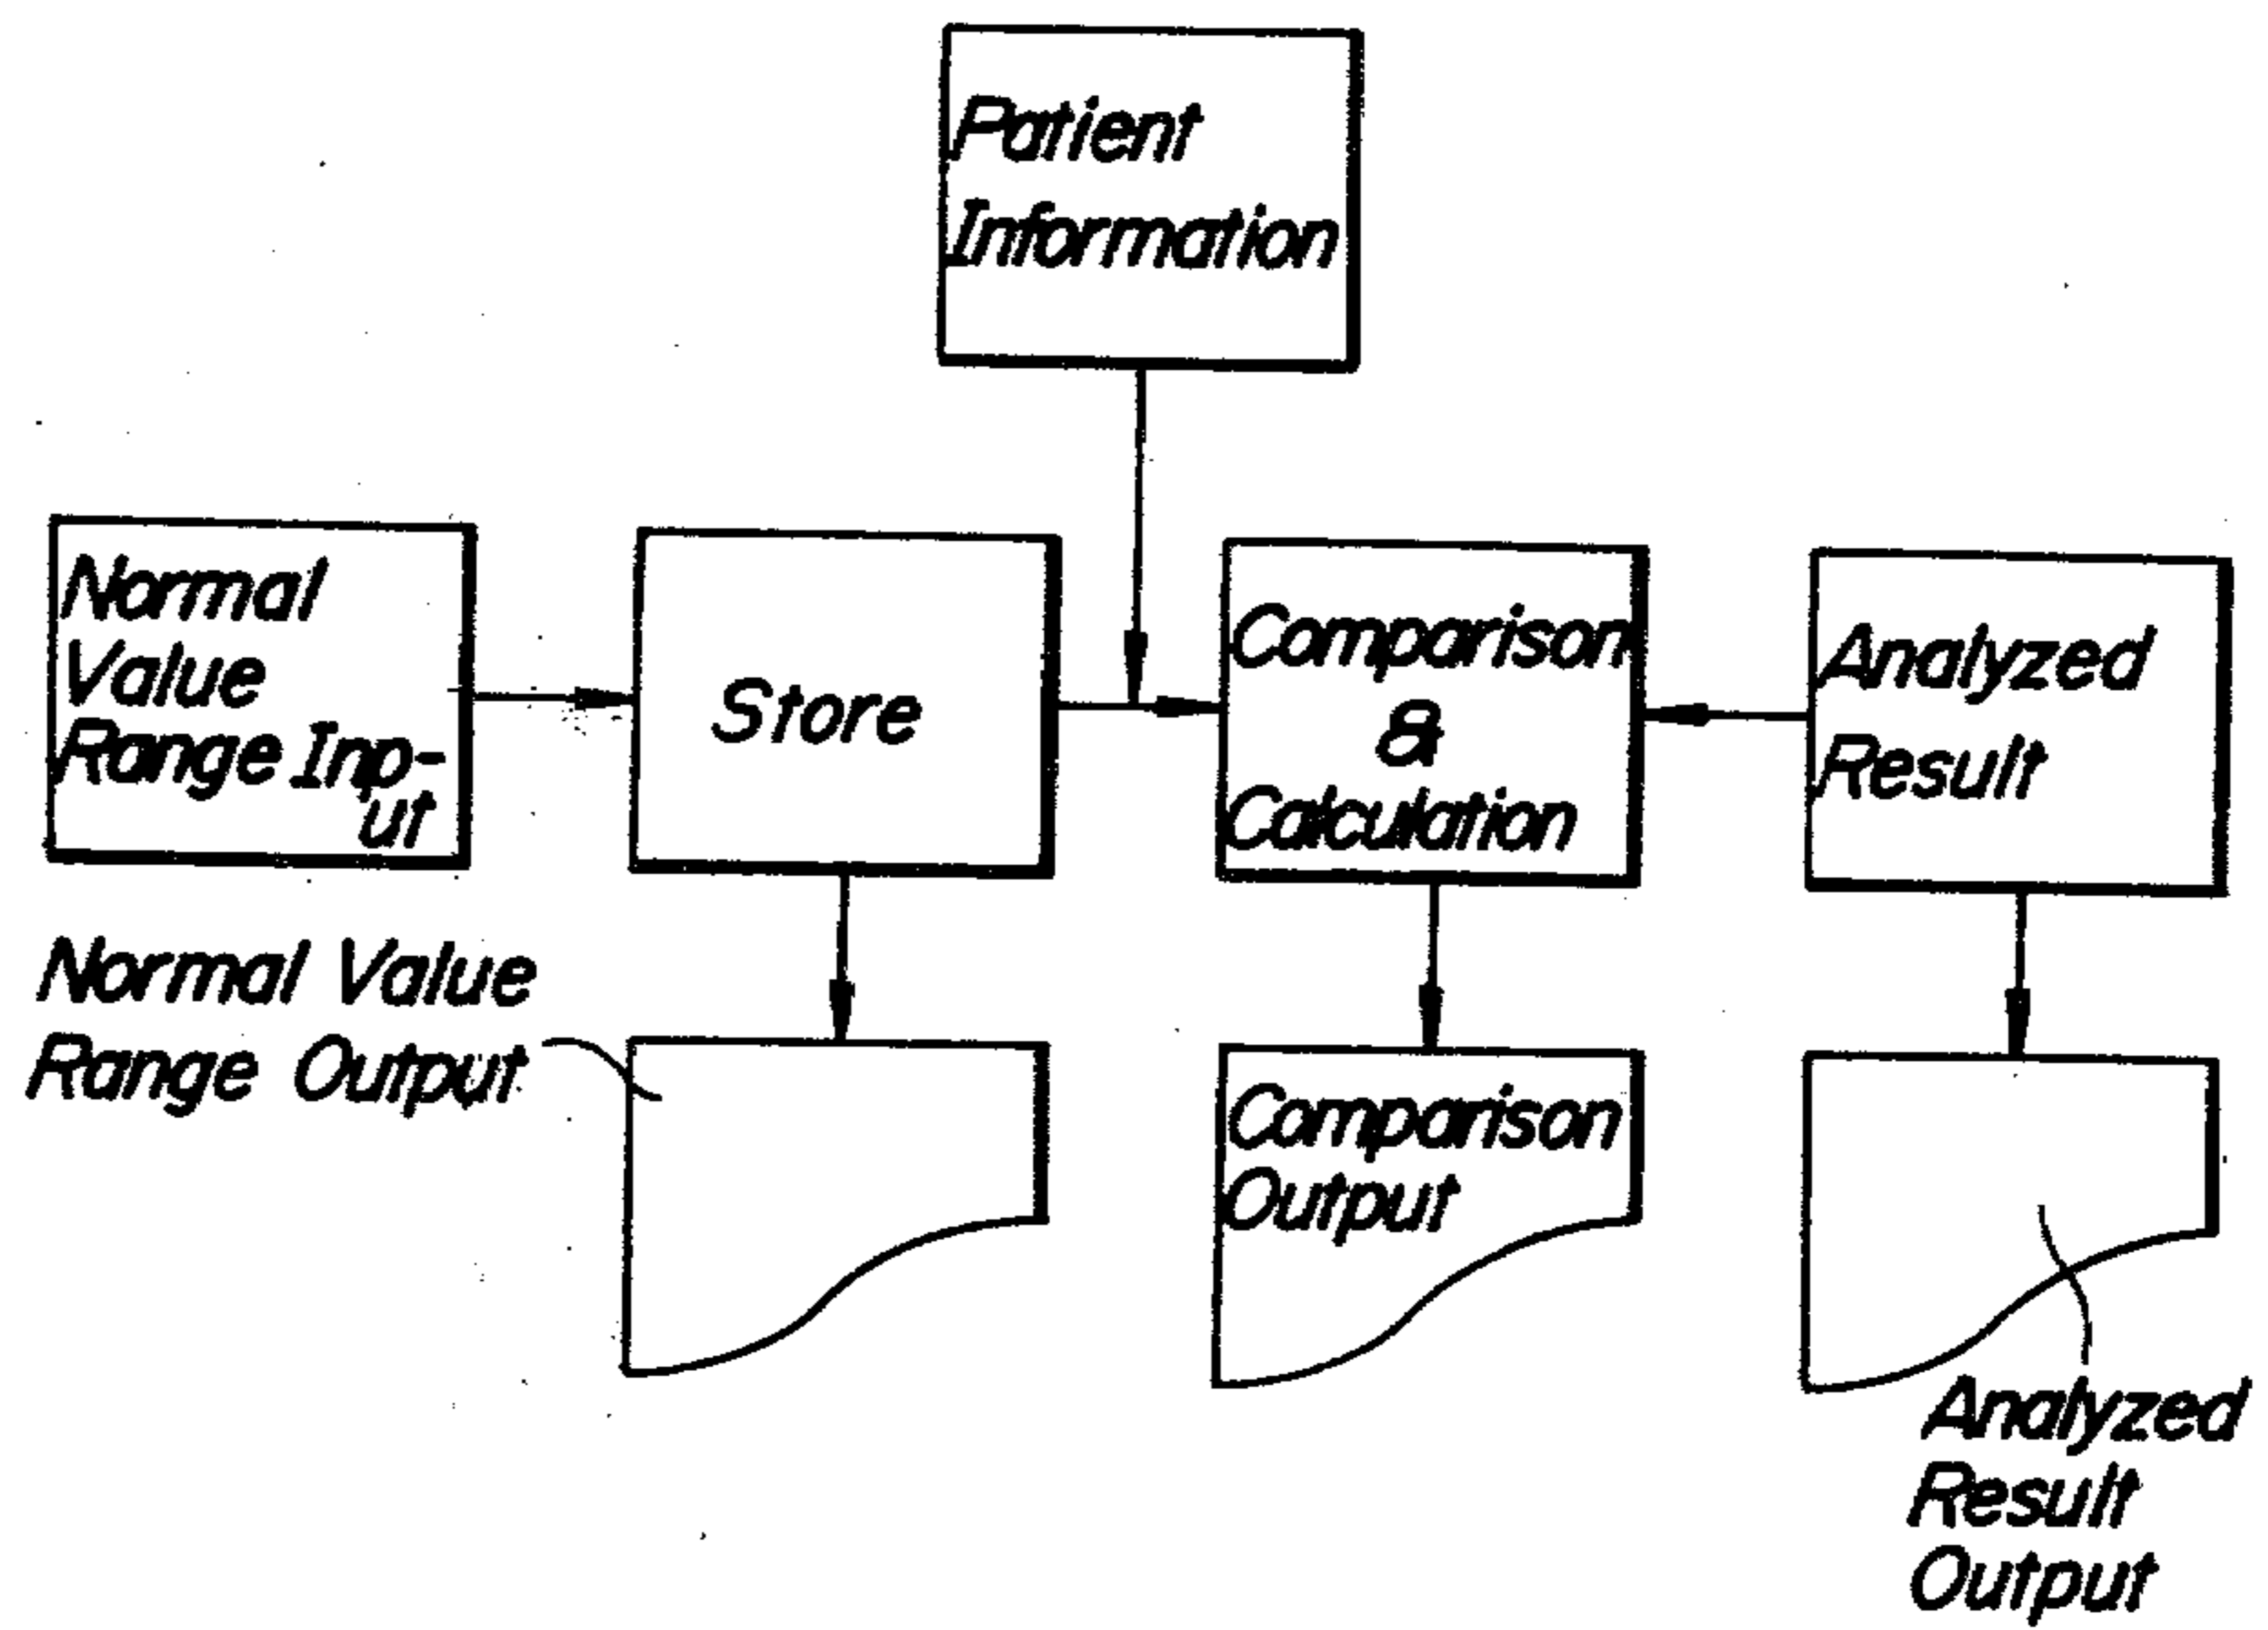 Patient
Information
Normal
Value
Range Inp-
ut
Store
Comparison
&
Calculation
Analyzed
Result
Normal Value
Range Output
Comparison
Output
Analyzed
Result
Output